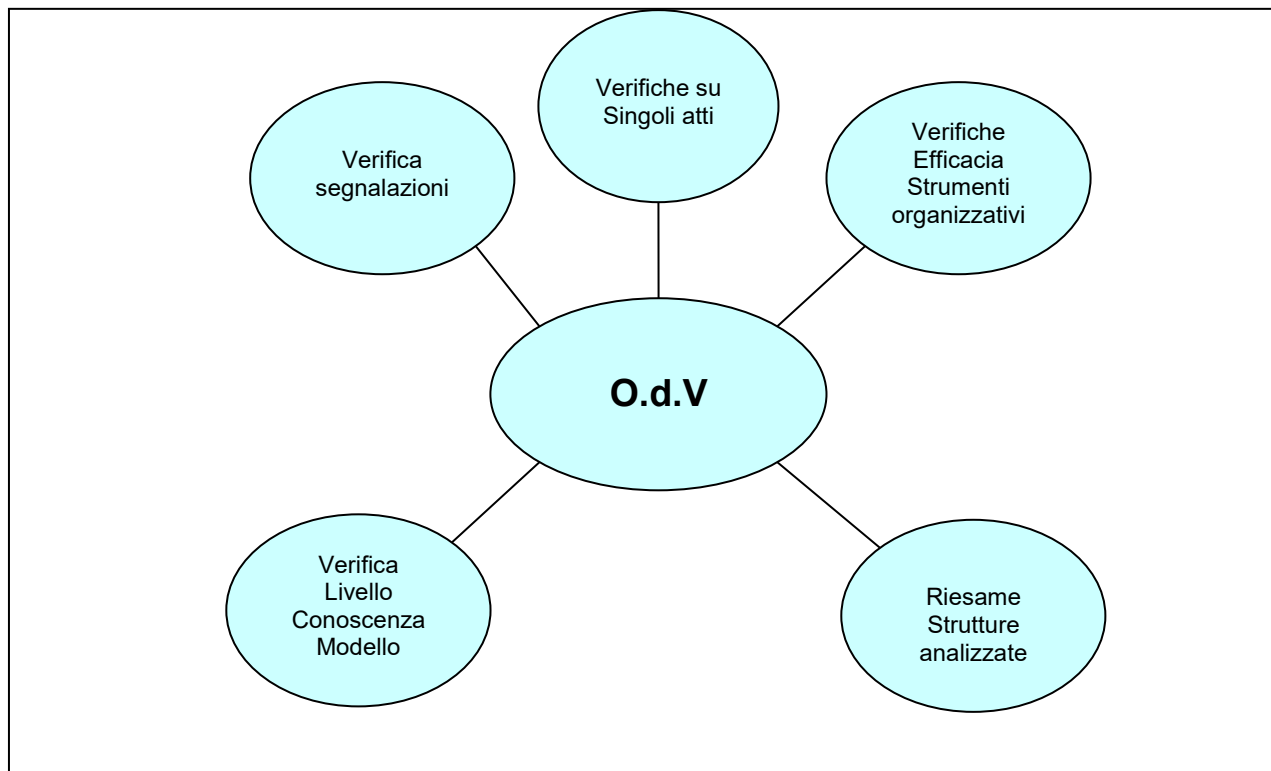 Verifiche su
Singoli atti
Verifica
segnalazioni
Verifiche
Efficacia
Strumenti
organizzativi
O.d.V
Verifica
Livello
Conoscenza
Modello
Riesame
Strutture
analizzate